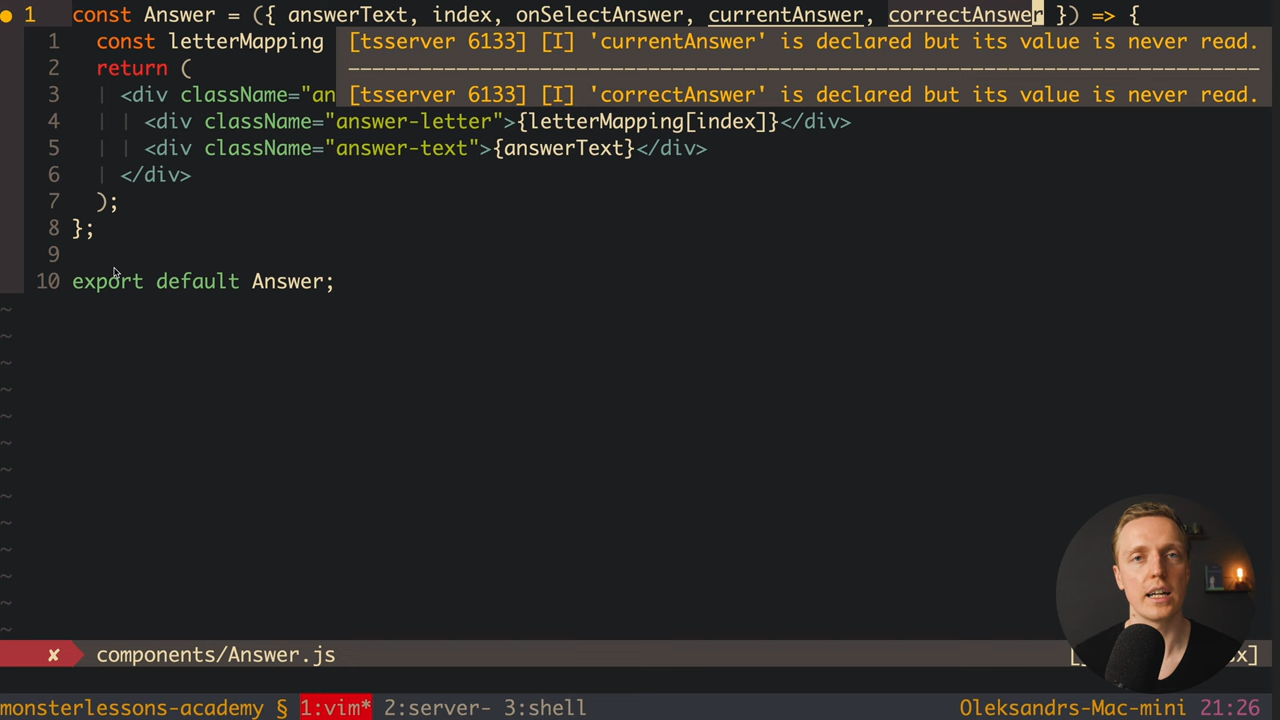 1 const Answer = ({ answerText, index, onSelectAnswer, currentAnswer, correctAnswer }) => {
1 const letterMapping
[tsserver 6133] [I] 'currentAnswer' is declared but its value is never read.
2 return (
3 <div className="an
[tsserver 6133] [I] 'correctAnswer' is declared but its value is never read.
4 <div className="answer-letter">{letterMapping[index]}</div>
5 <div className="answer-text">{answerText}</div>
6 </div>
7 );
8 };
9
10 export default Answer;
~
~
~
~
~
~
~
~
~
~
~
~
~
✘ components/Answer.js
monsterlessons-academy § 1:vim* 2:server- 3:shell Oleksandrs-Mac-mini 21:26